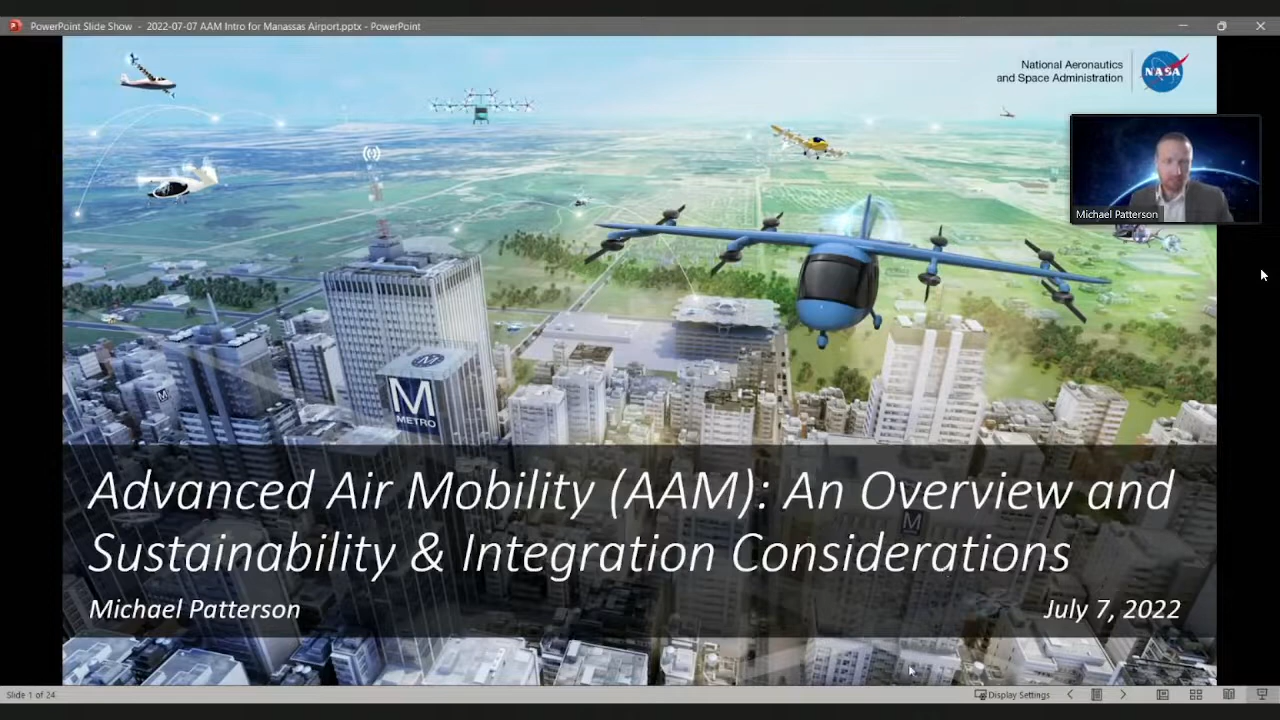 PowerPoint Slide Show - 2022-07-07 AAM Intro for Manassas Airport.pptx - PowerPoint
National Aeronautics
and Space Administration
NASA
Michael Patterson
M
M
METRO
M
M
Advanced Air Mobility (AAM): An Overview and
Sustainability & Integration Considerations
Michael Patterson
July 7, 2022
Slide 1 of 24
Display Settings